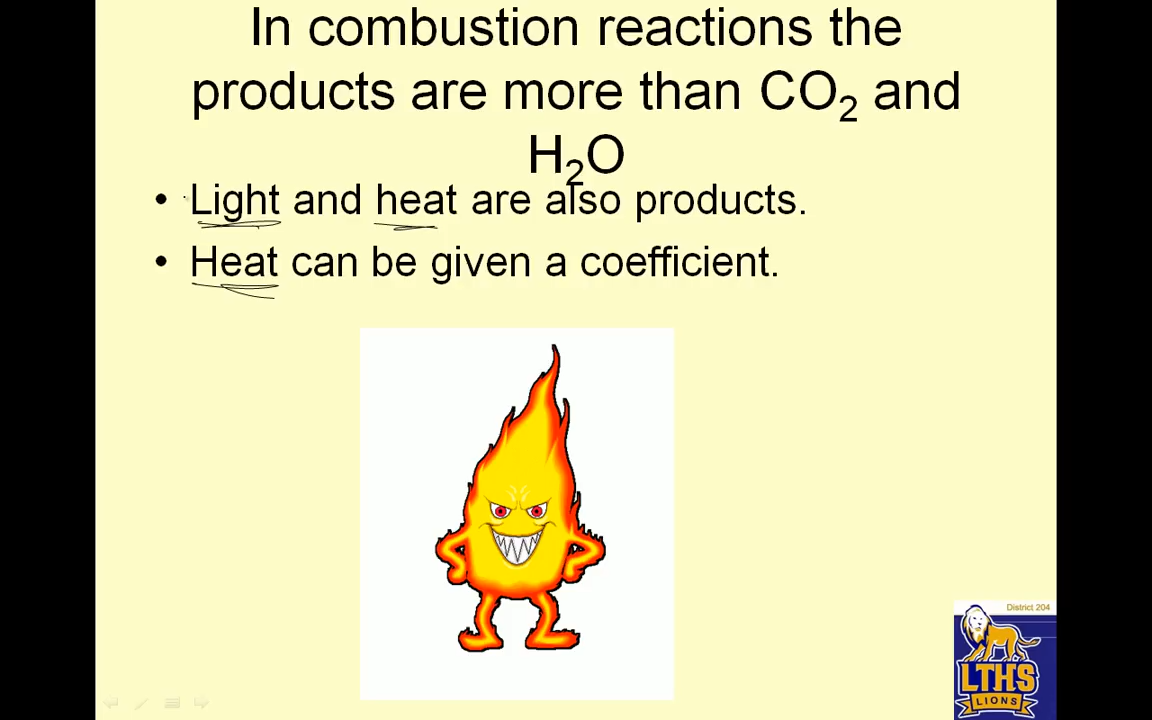 In combustion reactions the
products are more than CO₂ and
H₂O
• Light and heat are also products.
• Heat can be given a coefficient.
District 204
LTHS
LIONS